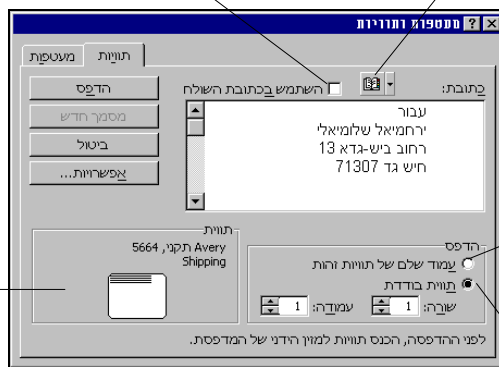 מעטפות ותוויות
תוויות
מעטפות
כתובת:
השתמש בכתובת השולח
עבור
ירחמיאל שלומיאלי
רחוב ביש-גדא 13
חיש גד 71307
הדפס
מסמך חדש
ביטול
אפשרויות...
הדפס
עמוד שלם של תוויות זהות
תווית בודדת
שורה: 1 עמודה: 1
תווית
Avery תקני, 5664
Shipping
לפני ההדפסה, הכנס תוויות למזין הידני של המדפסת.